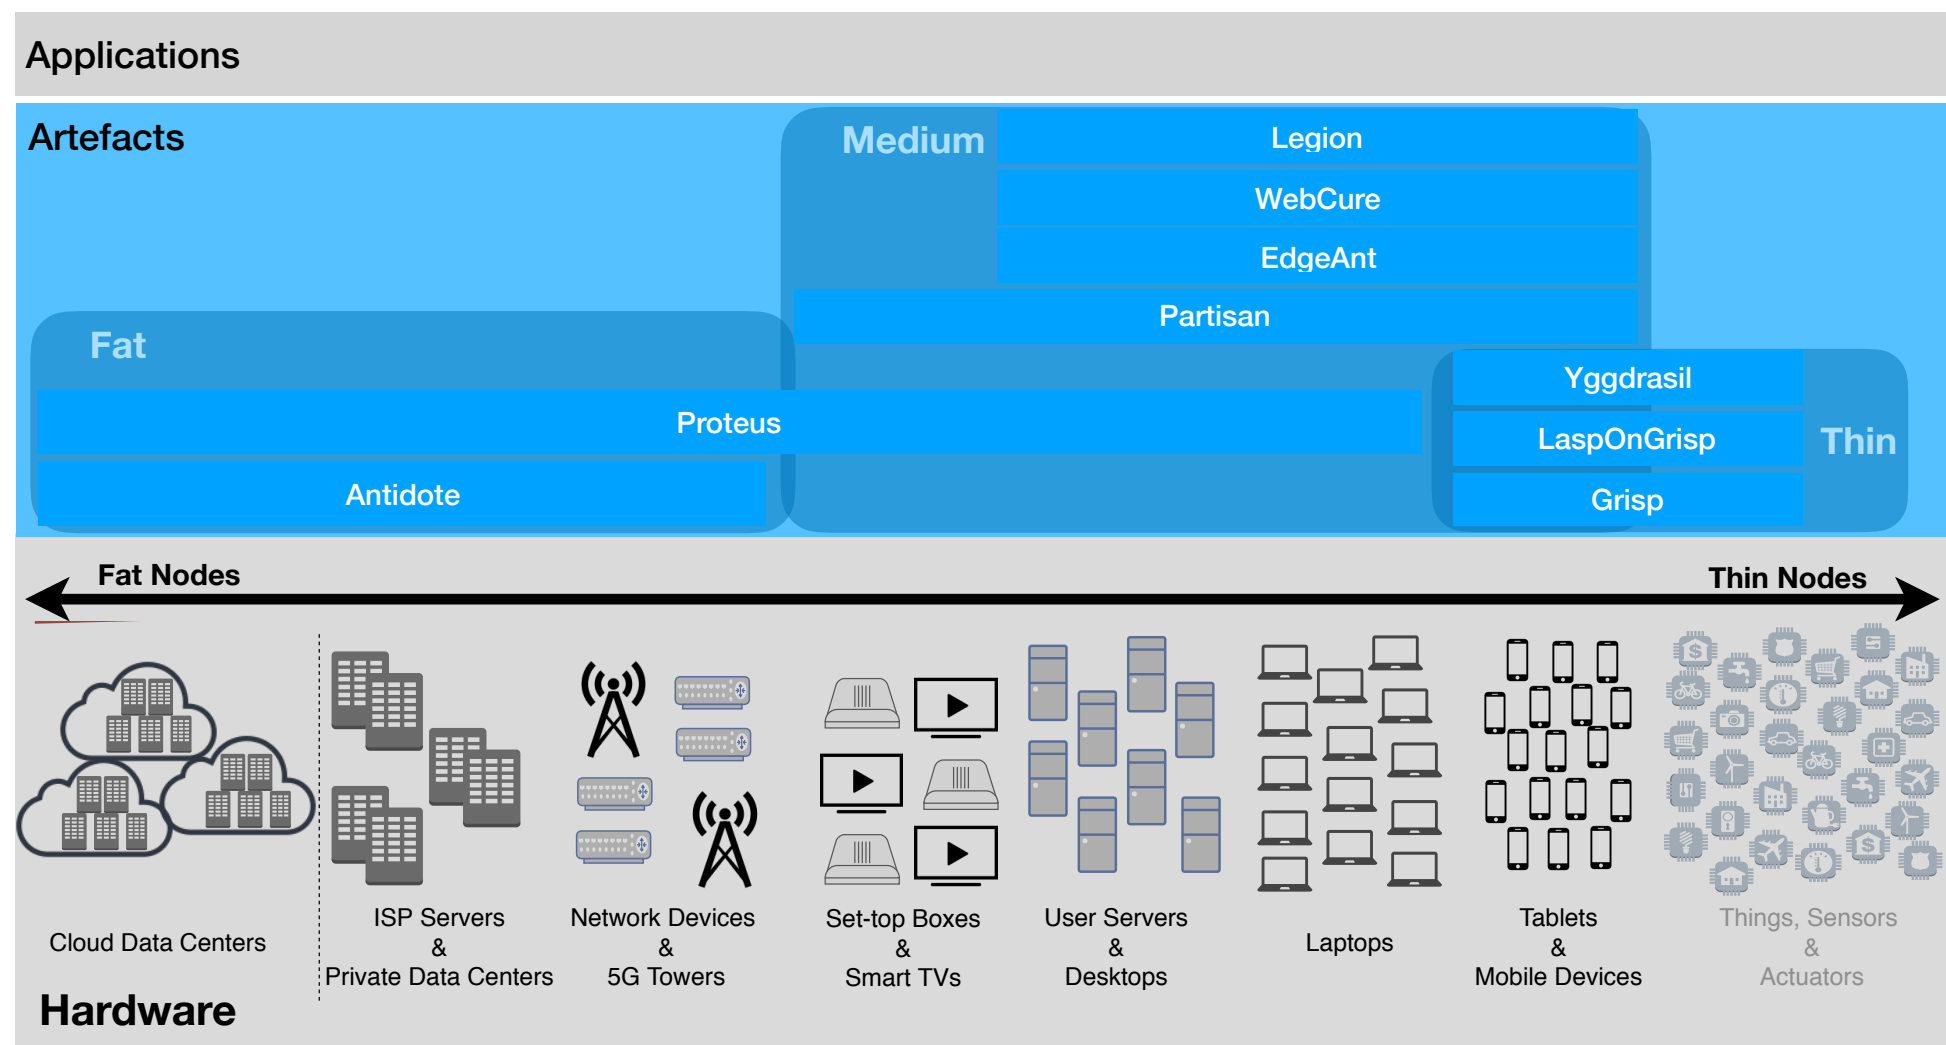 Applications
Artefacts
Medium
Legion
WebCure
EdgeAnt
Partisan
Fat
Yggdrasil
Proteus
LaspOnGrisp
Thin
Antidote
Grisp
Fat Nodes
Thin Nodes
Cloud Data Centers
ISP Servers
&
Private Data Centers
Network Devices
&
5G Towers
Set-top Boxes
&
Smart TVs
User Servers
&
Desktops
Laptops
Tablets
&
Mobile Devices
Things, Sensors
&
Actuators
Hardware